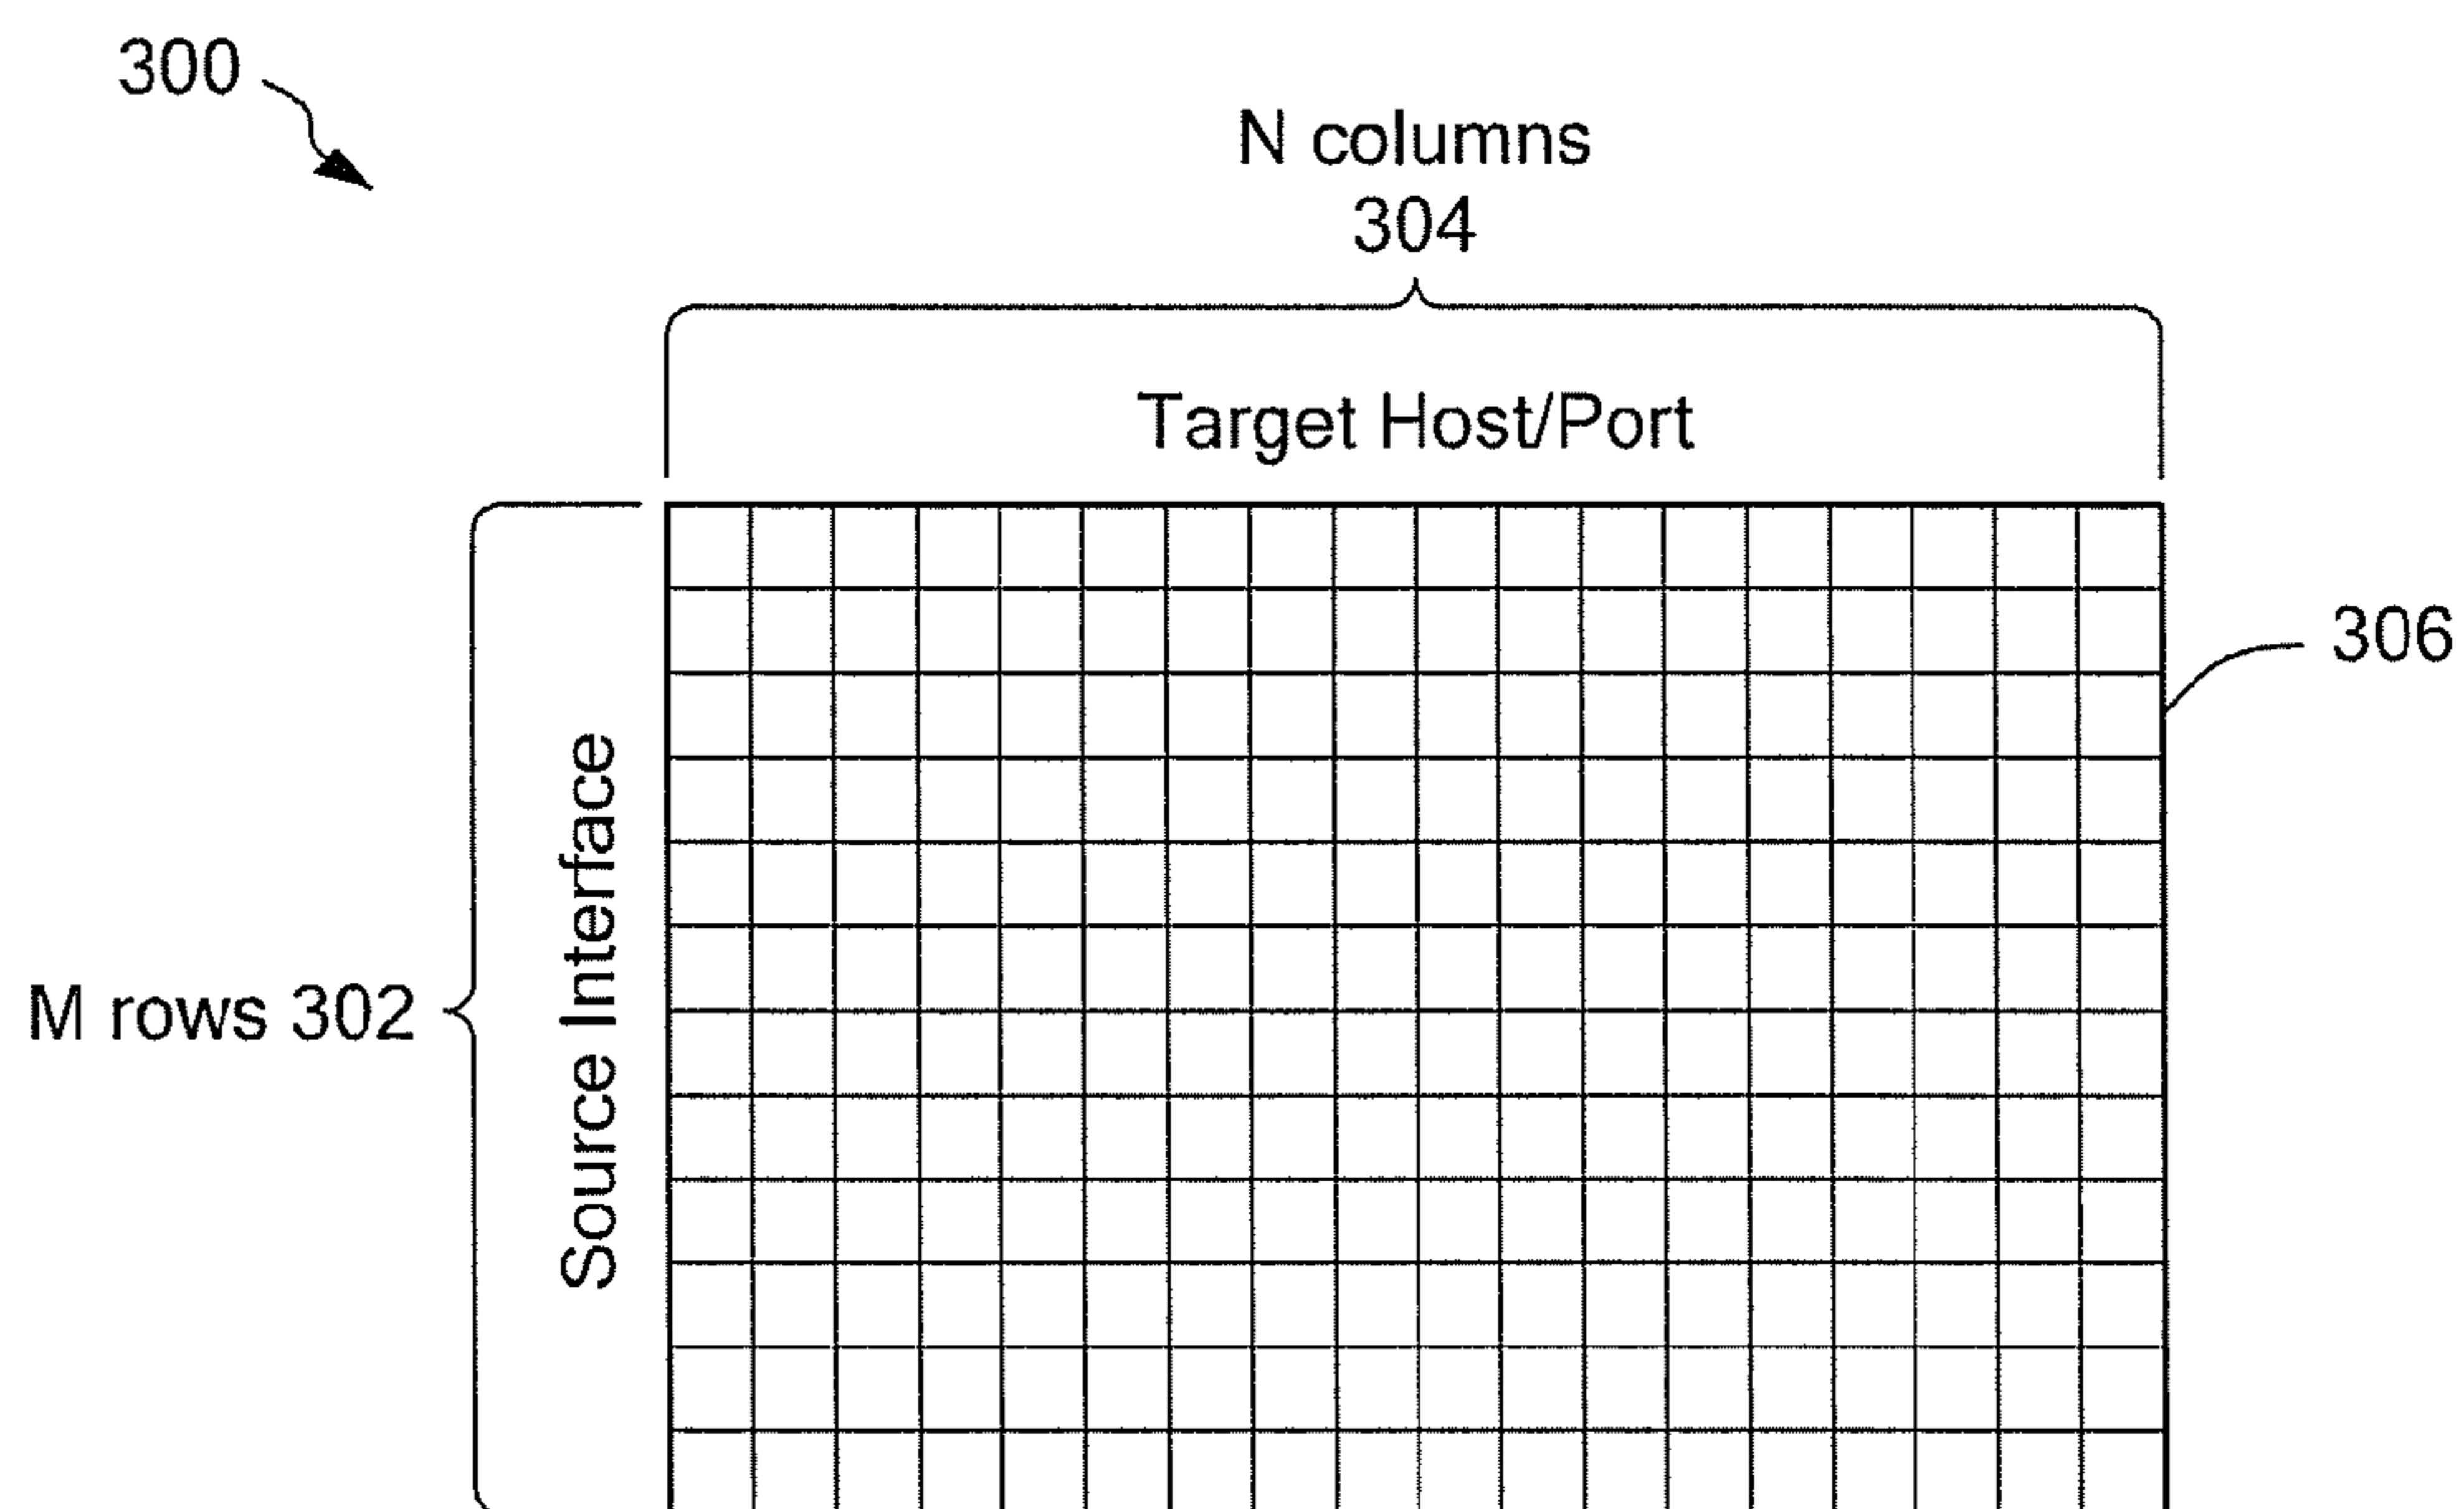 300
N columns
304
Target Host/Port
306
Source Interface
M rows 302